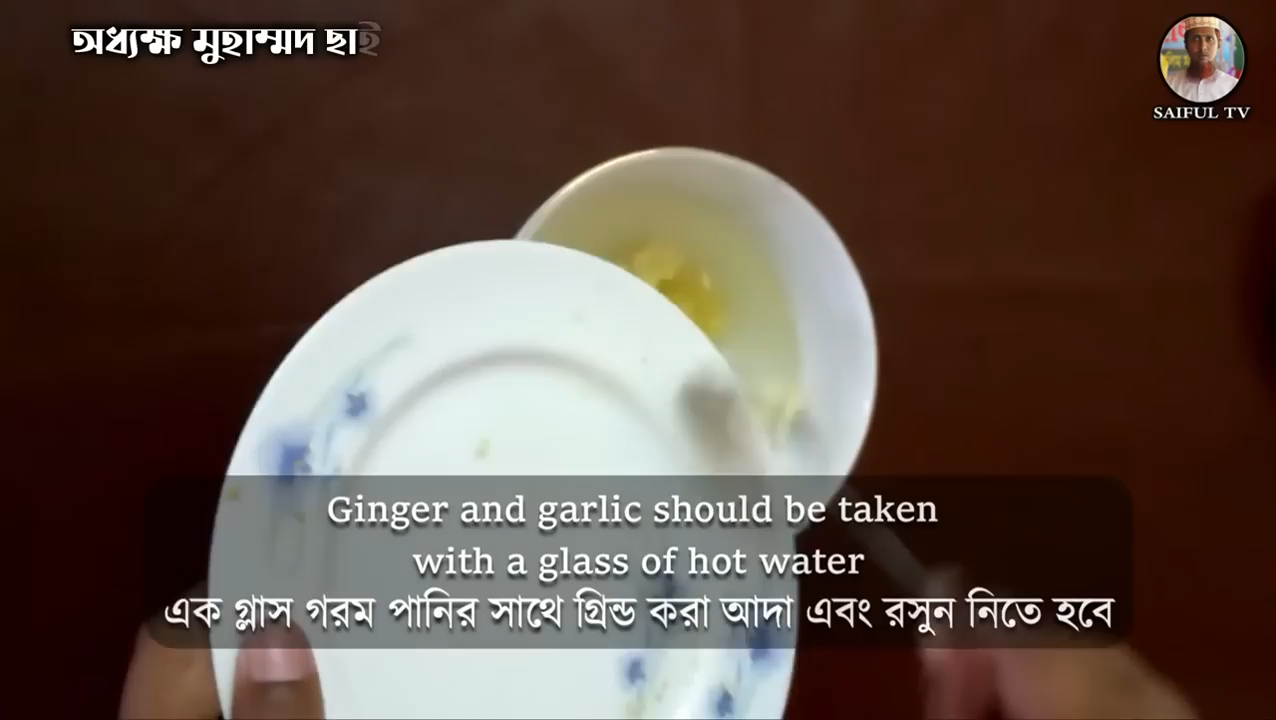 অধ্যক্ষ মুহাম্মদ ছাই
SAIFUL TV
Ginger and garlic should be taken
with a glass of hot water
এক গ্লাস গরম পানির সাথে গ্রিন্ড করা আদা এবং রসুন নিতে হবে